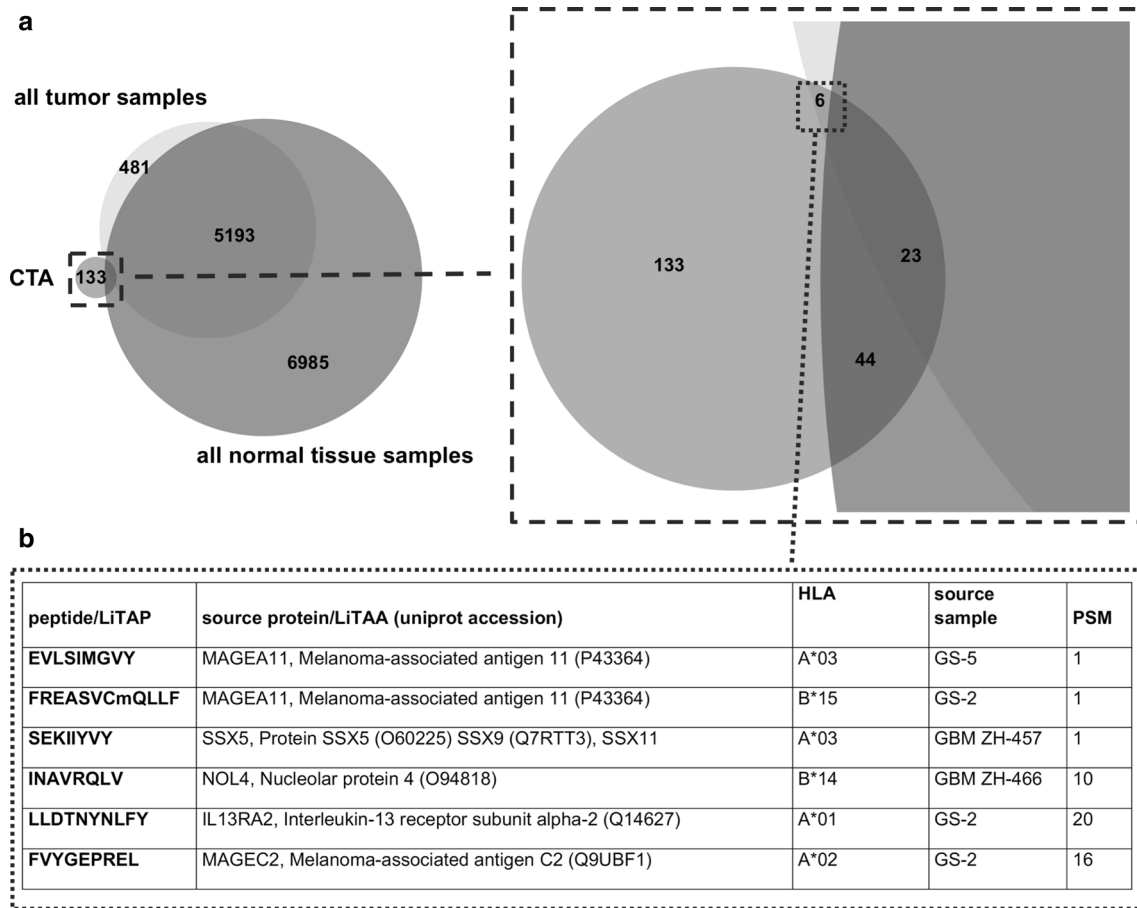 a
all tumor samples
481
5193
CTA
133
6985
all normal tissue samples
6
133
23
44
b
peptide/LiTAP source protein/LiTAA (uniprot accession) HLA source sample PSM
EVLSIMGVY MAGEA11, Melanoma-associated antigen 11 (P43364) A*03 GS-5 1
FREASVCmQLLF MAGEA11, Melanoma-associated antigen 11 (P43364) B*15 GS-2 1
SEKIIYVY SSX5, Protein SSX5 (O60225) SSX9 (Q7RTT3), SSX11 A*03 GBM ZH-457 1
INAVRQLV NOL4, Nucleolar protein 4 (O94818) B*14 GBM ZH-466 10
LLDTNYNLFY IL13RA2, Interleukin-13 receptor subunit alpha-2 (Q14627) A*01 GS-2 20
FVYGEPREL MAGEC2, Melanoma-associated antigen C2 (Q9UBF1) A*02 GS-2 16